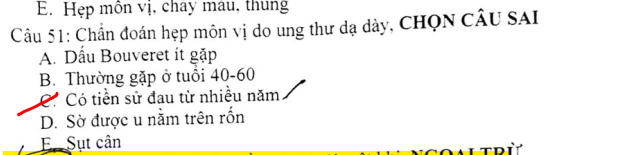 E. Hẹp môn vị, chảy máu, thủng
Câu 51: Chẩn đoán hẹp môn vị do ung thư dạ dày, CHỌN CÂU SAI
A. Dấu Bouveret ít gặp
B. Thường gặp ở tuổi 40-60
C. Có tiền sử đau từ nhiều năm
D. Sờ được u nằm trên rốn
E. Sụt cân
NGOẠI TRỪ